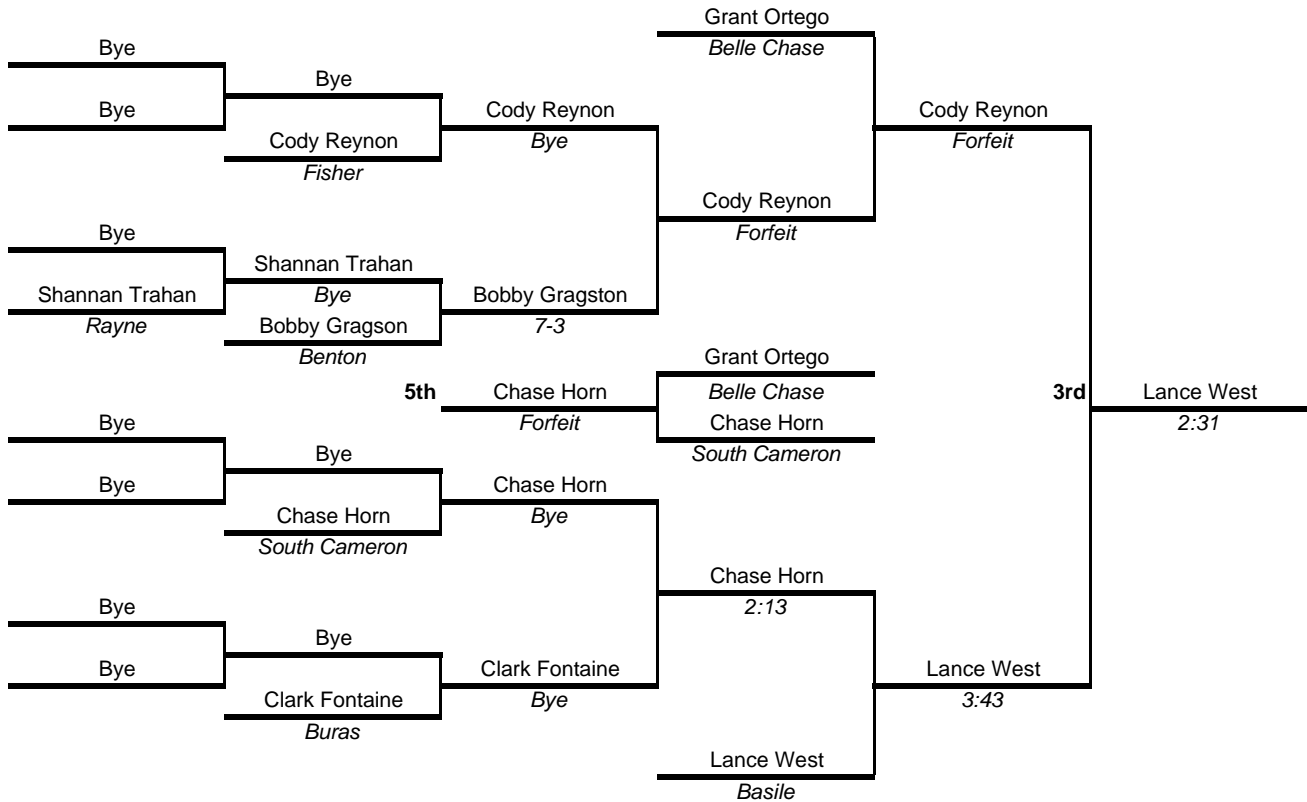 Grant Ortego
Belle Chase
Bye
Bye
Bye
Cody Reynon
Cody Reynon
Bye
Cody Reynon
Fisher
Forfeit
Cody Reynon
Forfeit
Bye
Shannan Trahan
Shannan Trahan
Bye
Bobby Gragston
Rayne
Bobby Gragson
7-3
Benton
Grant Ortego
5th
Chase Horn
Belle Chase
3rd
Lance West
Forfeit
Chase Horn
2:31
South Cameron
Bye
Bye
Bye
Chase Horn
Chase Horn
Bye
South Cameron
Chase Horn
2:13
Bye
Bye
Bye
Clark Fontaine
Lance West
Clark Fontaine
Bye
3:43
Buras
Lance West
Basile